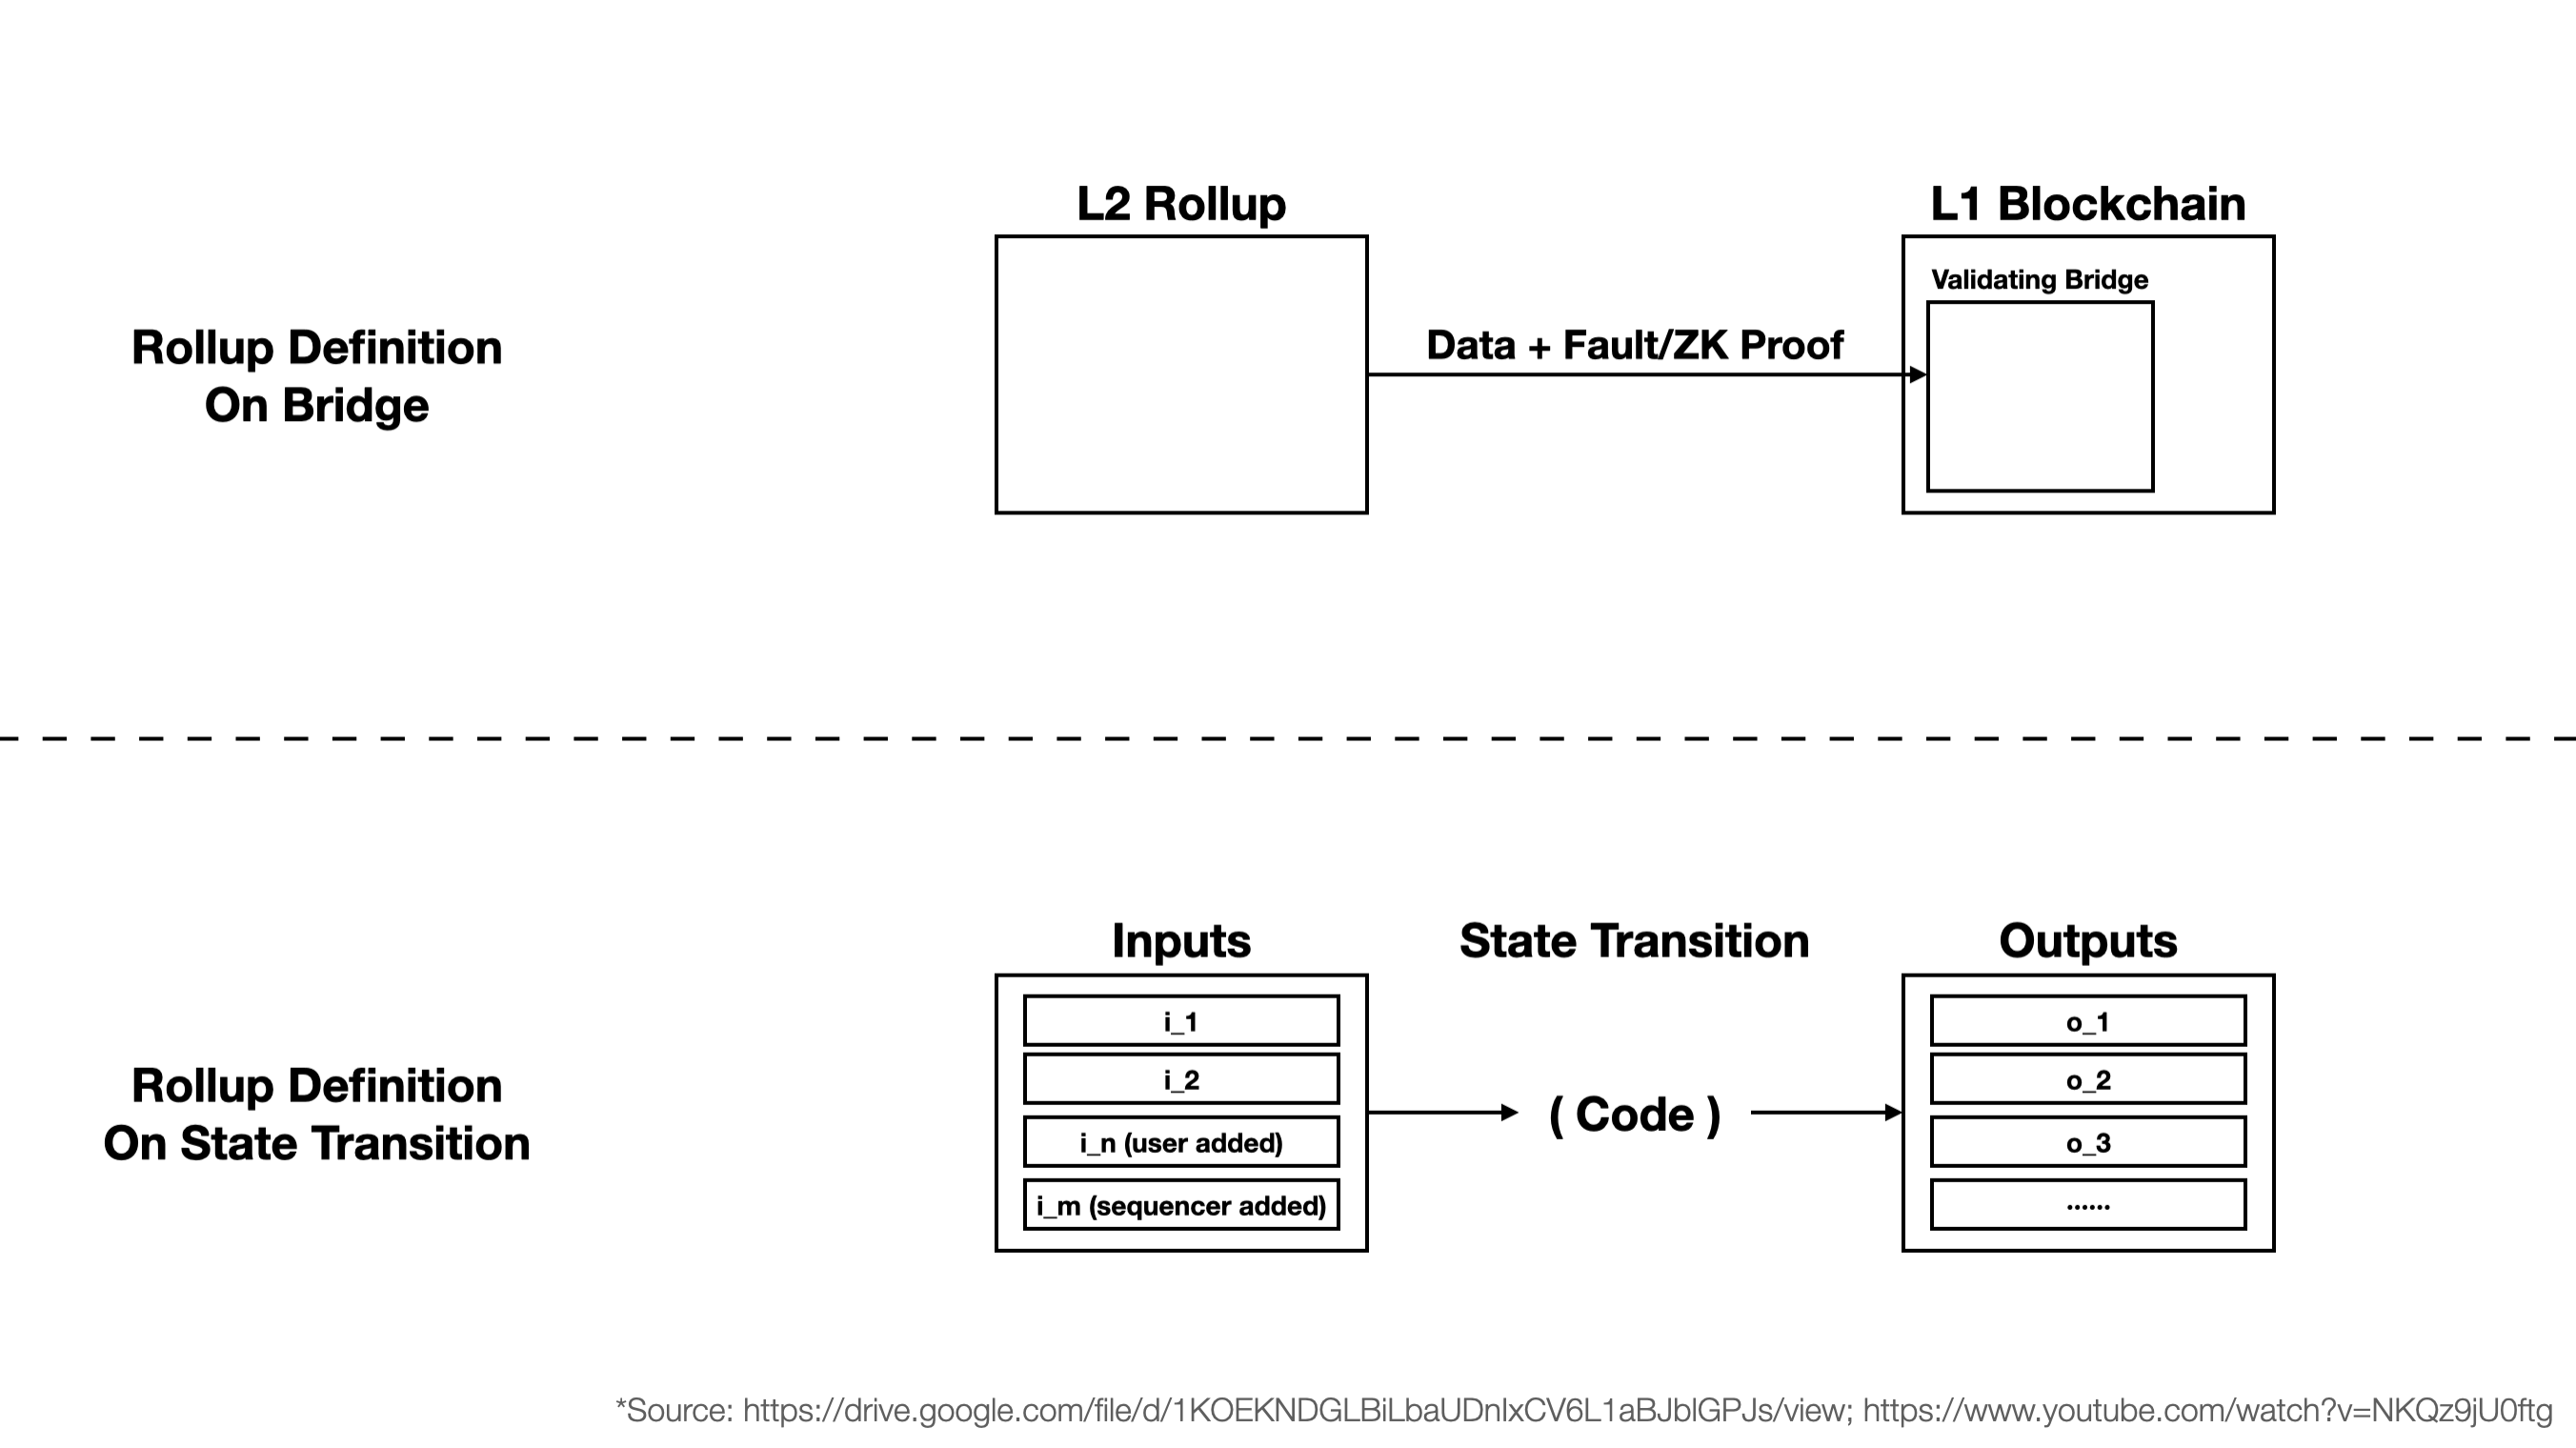 L2 Rollup
L1 Blockchain
Validating Bridge
Rollup Definition
On Bridge
Data + Fault/ZK Proof
Inputs
State Transition
Outputs
i_1
i_2
i_n (user added)
i_m (sequencer added)
Rollup Definition
On State Transition
( Code )
o_1
o_2
o_3
......
*Source: https://drive.google.com/file/d/1KOEKNDGLBiLbaUDnlxCV6L1aBJblGPJs/view; https://www.youtube.com/watch?v=NKQz9jU0ftg